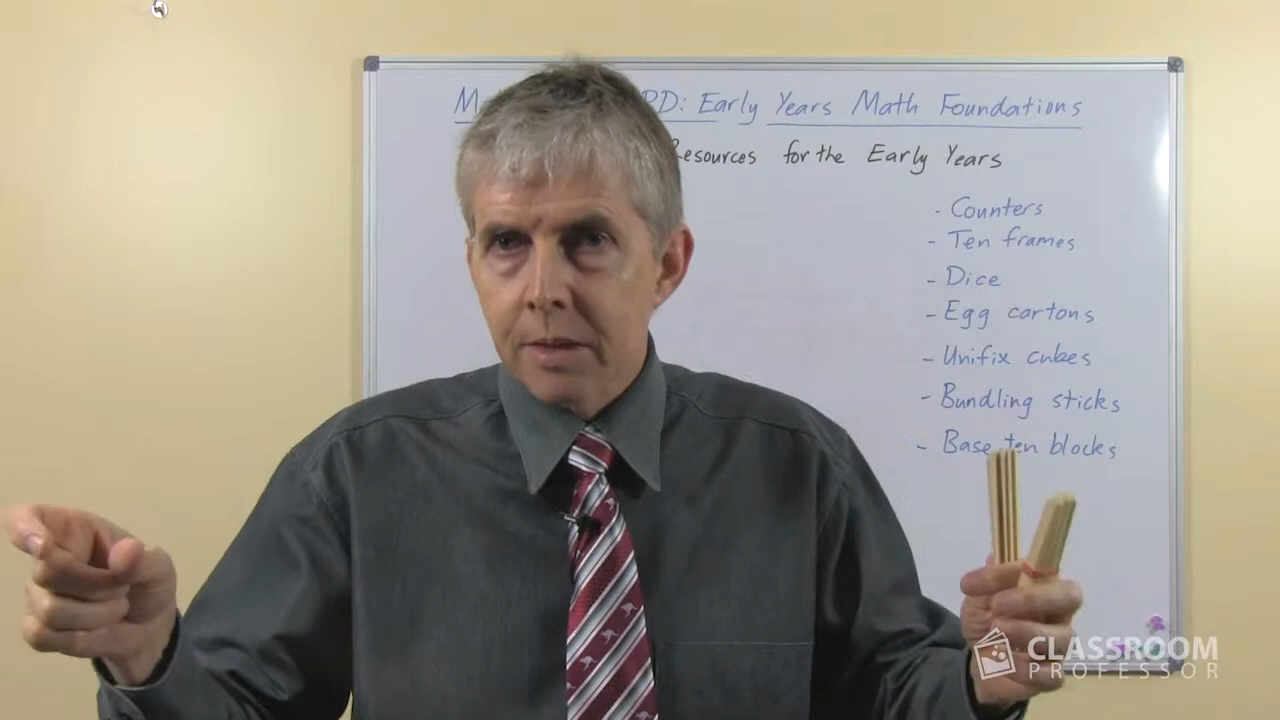 PD: Early Years Math Foundations
Resources for the Early Years
- Counters
- Ten frames
- Dice
- Egg cartons
- Unifix cubes
- Bundling sticks
- Base ten blocks
CLASSROOM
PROFESSOR